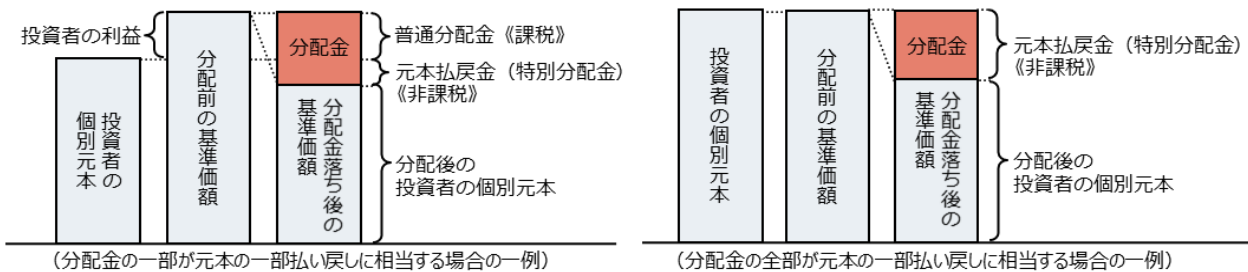 投資者の利益
投資者の
個別元本
分配前の基準価額
分配金
分配金落ち後の
基準価額
普通分配金《課税》
元本払戻金（特別分配金）
《非課税》
分配後の
投資者の個別元本
（分配金の一部が元本の一部払い戻しに相当する場合の一例）
投資者の個別元本
分配前の基準価額
分配金
分配金落ち後の
基準価額
元本払戻金（特別分配金）
《非課税》
分配後の
投資者の個別元本
（分配金の全部が元本の一部払い戻しに相当する場合の一例）